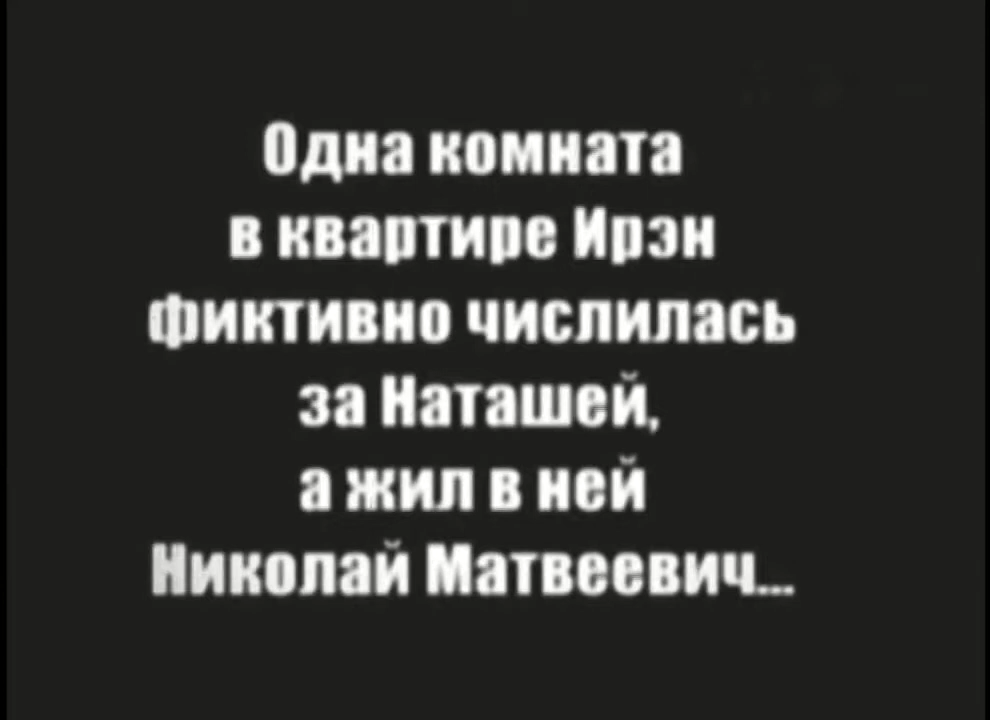 Одна комната
в квартире Ирэн
фиктивно числилась
за Наташей,
а жил в ней
Николай Матвеевич...